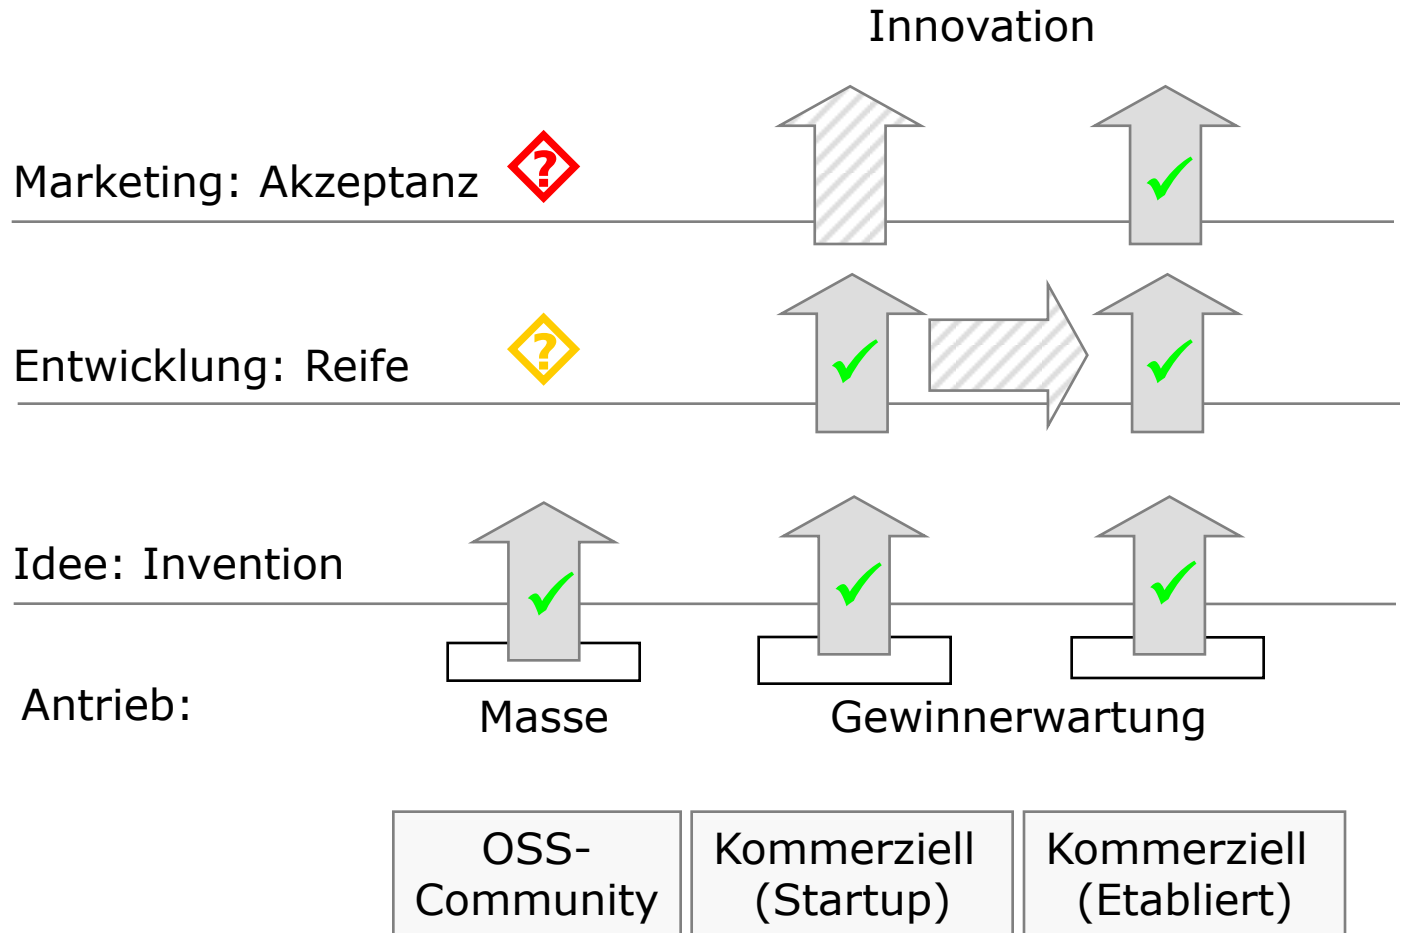 Innovation
Marketing: Akzeptanz
?
Entwicklung: Reife
?
Idee: Invention
Antrieb:
Masse
Gewinnerwartung
OSS-
Community
Kommerziell
(Startup)
Kommerziell
(Etabliert)